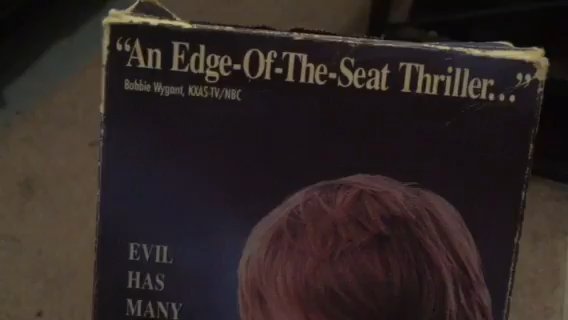 “An Edge-Of-The-Seat Thriller...”
Bobbie Wygant, KXAS-TV/NBC
EVIL
HAS
MANY